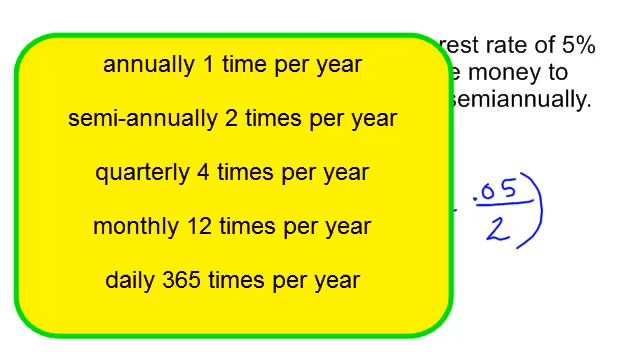 annually 1 time per year
semi-annually 2 times per year
quarterly 4 times per year
monthly 12 times per year
daily 365 times per year
rest rate of 5%
e money to
semiannually.
.05
2 )